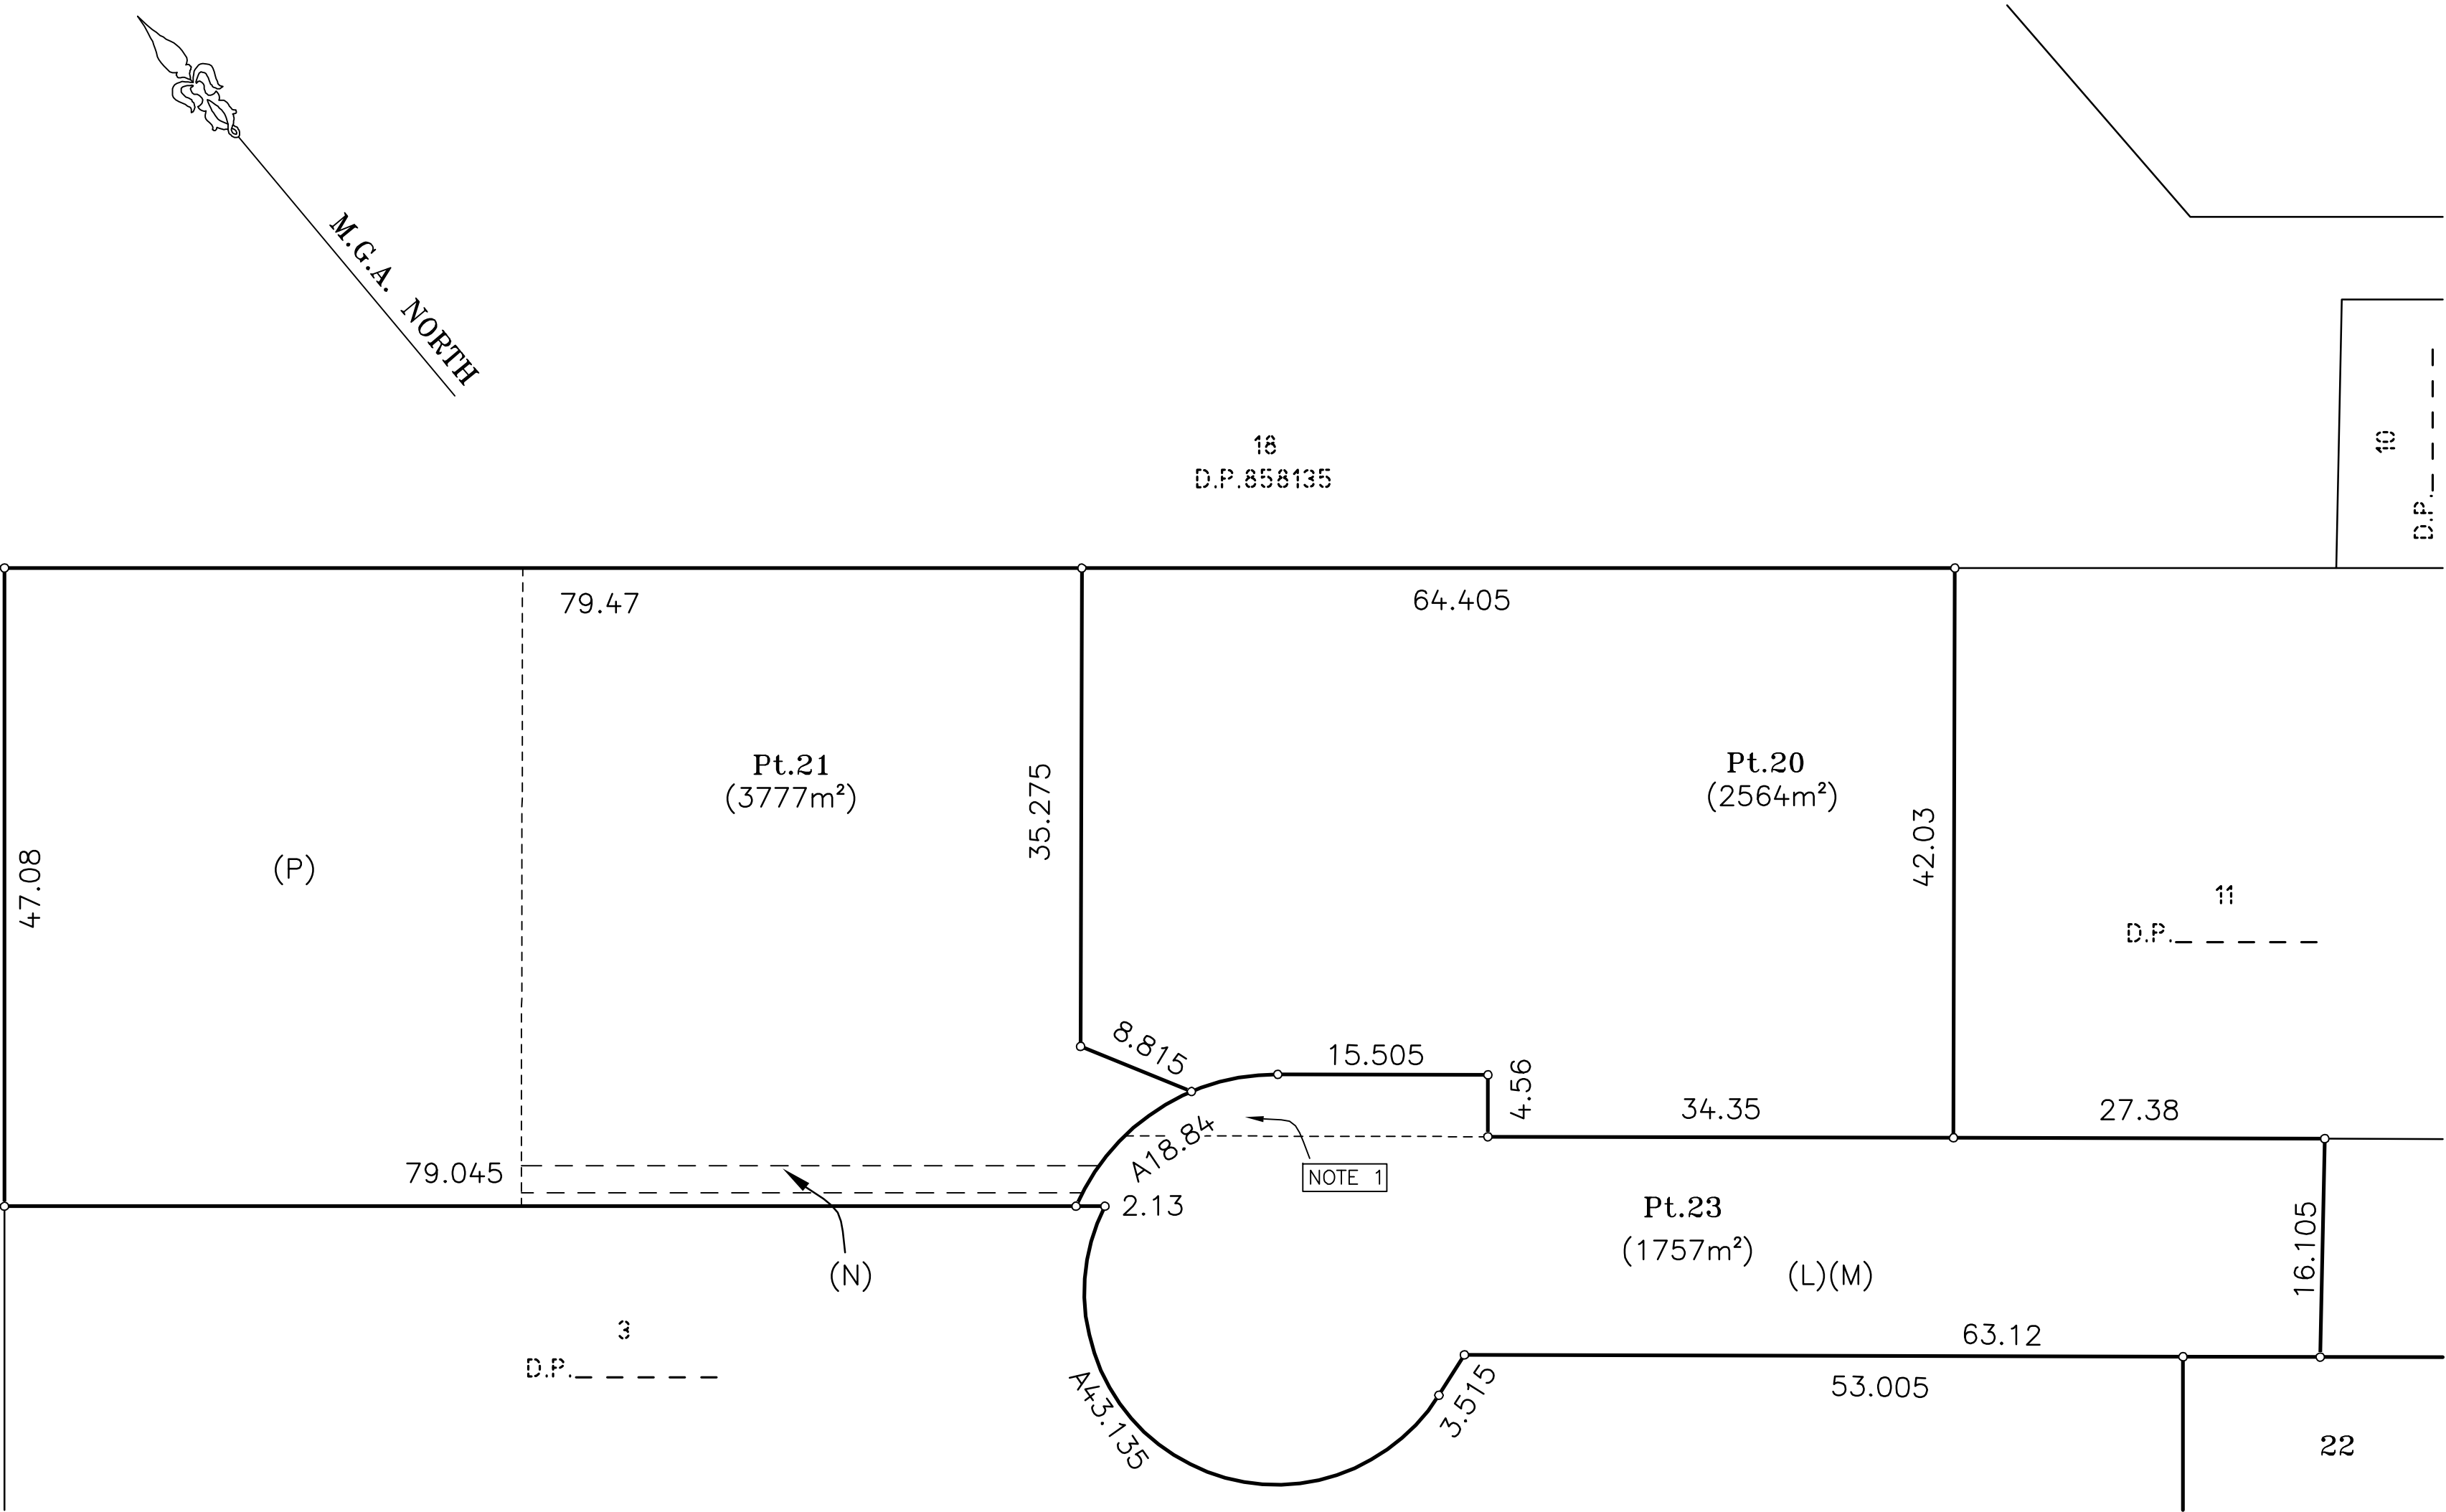 M.G.A. NORTH
18
D.P.858135
10
D.P.
79.47
64.405
Pt.21
(3777m²)
35.275
Pt.20
(2564m²)
42.03
47.08
(P)
11
D.P.
8.815
15.505
4.56
34.35
27.38
A18.84
NOTE 1
79.045
2.13
Pt.23
(1757m²)
(L)(M)
16.105
(N)
3
D.P.
63.12
53.005
A43.135
3.515
22